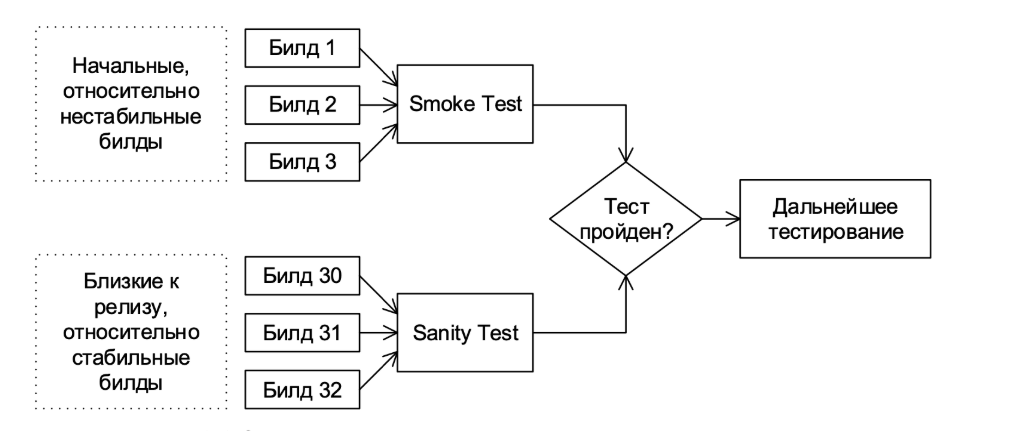 Начальные,
относительно
нестабильные
билды
Билд 1
Билд 2
Билд 3
Smoke Test
Тест
пройден?
Дальнейшее
тестирование
Близкие к
релизу,
относительно
стабильные
билды
Билд 30
Билд 31
Билд 32
Sanity Test